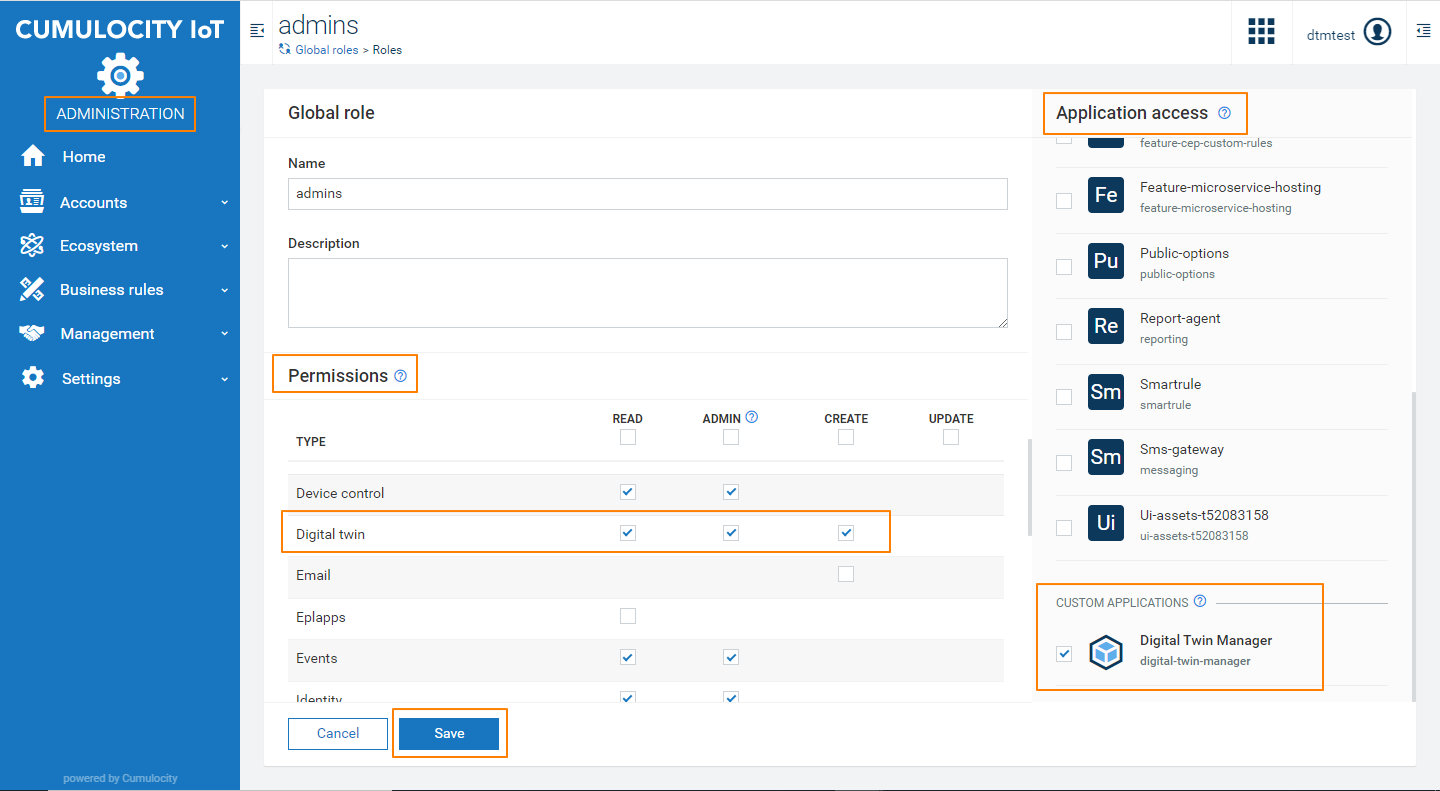 CUMULOCITY IoT
ADMINISTRATION
Home
Accounts
Ecosystem
Business rules
Management
Settings
powered by Cumulocity
admins
Global roles > Roles
dtmtest
Global role
Name
admins
Description
Permissions
READ ADMIN CREATE UPDATE
TYPE
Device control
Digital twin
Email
Eplapps
Events
Identity
Cancel Save
Application access
feature-cep-custom-rules
Fe Feature-microservice-hosting
feature-microservice-hosting
Pu Public-options
public-options
Re Report-agent
reporting
Sm Smartrule
smartrule
Sm Sms-gateway
messaging
Ui Ui-assets-t52083158
ui-assets-t52083158
CUSTOM APPLICATIONS
Digital Twin Manager
digital-twin-manager